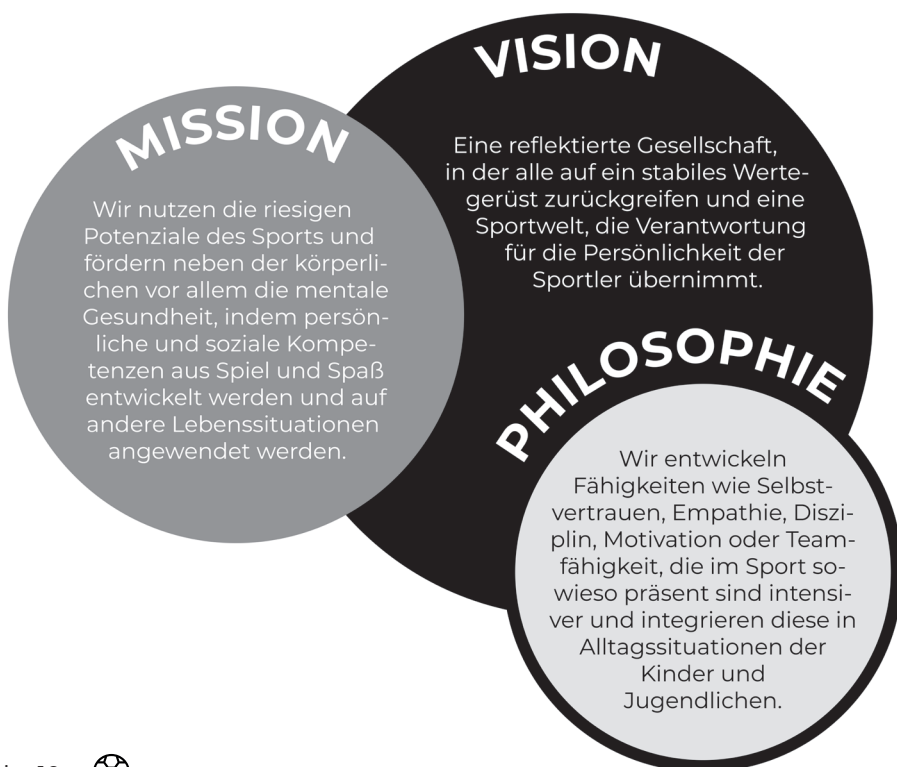 MISSION
Wir nutzen die riesigen
Potenziale des Sports und
fördern neben der körperli-
chen vor allem die mentale
Gesundheit, indem persön-
liche und soziale Kompe-
tenzen aus Spiel und Spaß
entwickelt werden und auf
andere Lebenssituationen
angewendet werden.
VISION
Eine reflektierte Gesellschaft,
in der alle auf ein stabiles Werte-
gerüst zurückgreifen und eine
Sportwelt, die Verantwortung
für die Persönlichkeit der
Sportler übernimmt.
PHILOSOPHIE
Wir entwickeln
Fähigkeiten wie Selbst-
vertrauen, Empathie, Diszi-
plin, Motivation oder Team-
fähigkeit, die im Sport so-
wieso präsent sind intensi-
ver und integrieren diese in
Alltagssituationen der
Kinder und
Jugendlichen.